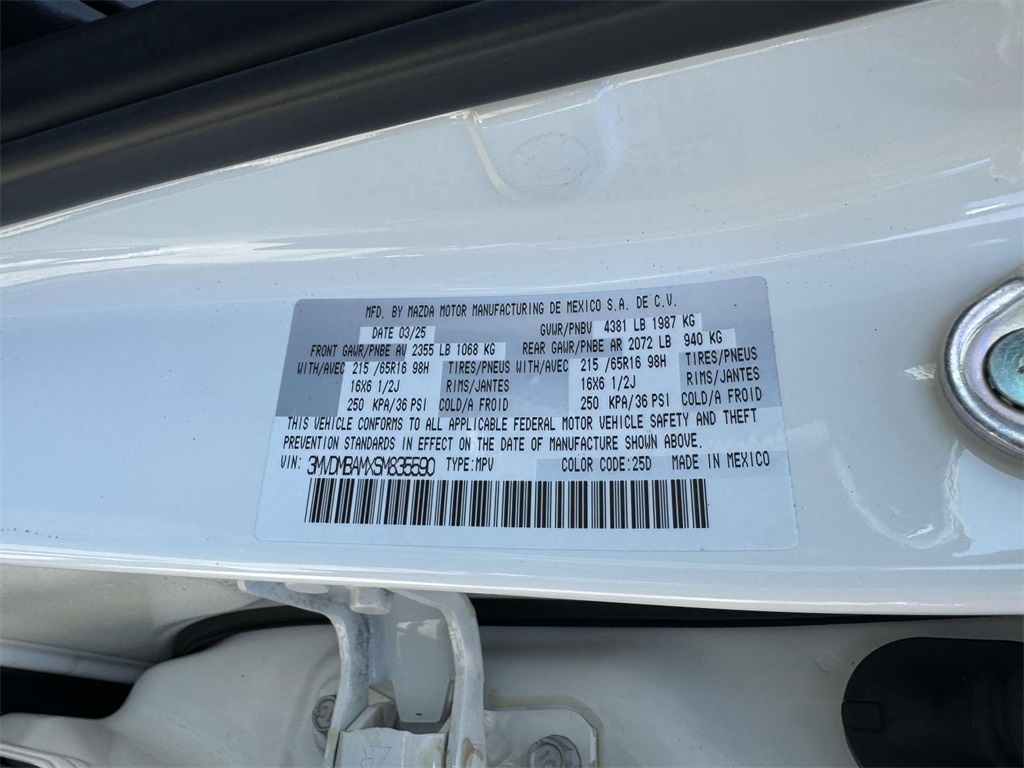 MFD. BY MAZDA MOTOR MANUFACTURING DE MEXICO S.A. DE C.V.
DATE 03/25 GVWR/PNBV 4381 LB 1987 KG
FRONT GAWR/PNBE AV 2355 LB 1068 KG REAR GAWR/PNBE AR 2072 LB 940 KG
WITH/AVEC 215 /65R16 98H TIRES/PNEUS WITH/AVEC 215 /65R16 98H TIRES/PNEUS
16X6 1/2J RIMS/JANTES 16X6 1/2J RIMS/JANTES
250 KPA/36 PSI COLD/A FROID 250 KPA/36 PSI COLD/A FROID
THIS VEHICLE CONFORMS TO ALL APPLICABLE FEDERAL MOTOR VEHICLE SAFETY AND THEFT
PREVENTION STANDARDS IN EFFECT ON THE DATE OF MANUFACTURE SHOWN ABOVE.
VIN: 3MVDMBAMXSM835590 TYPE:MPV COLOR CODE:25D MADE IN MEXICO